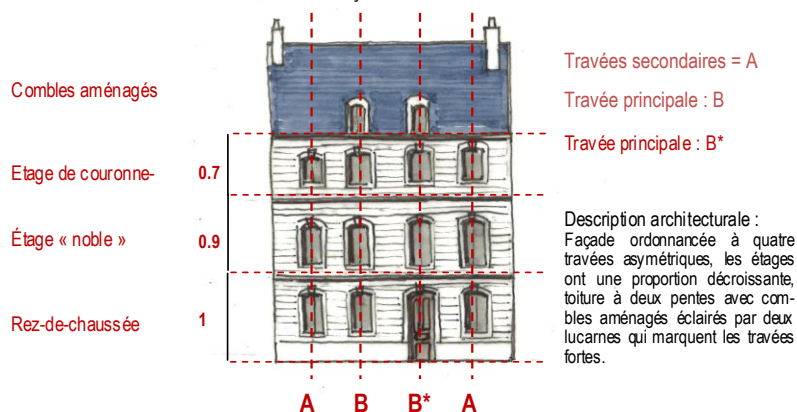 Combles aménagés
Etage de couronne-
0.7
Étage « noble »
0.9
Rez-de-chaussée
1
A B B* A
Travées secondaires = A
Travée principale : B
Travée principale : B*
Description architecturale :
Façade ordonnancée à quatre
travées asymétriques, les étages
ont une proportion décroissante,
toiture à deux pentes avec com-
bles aménagés éclairés par deux
lucarnes qui marquent les travées
fortes.